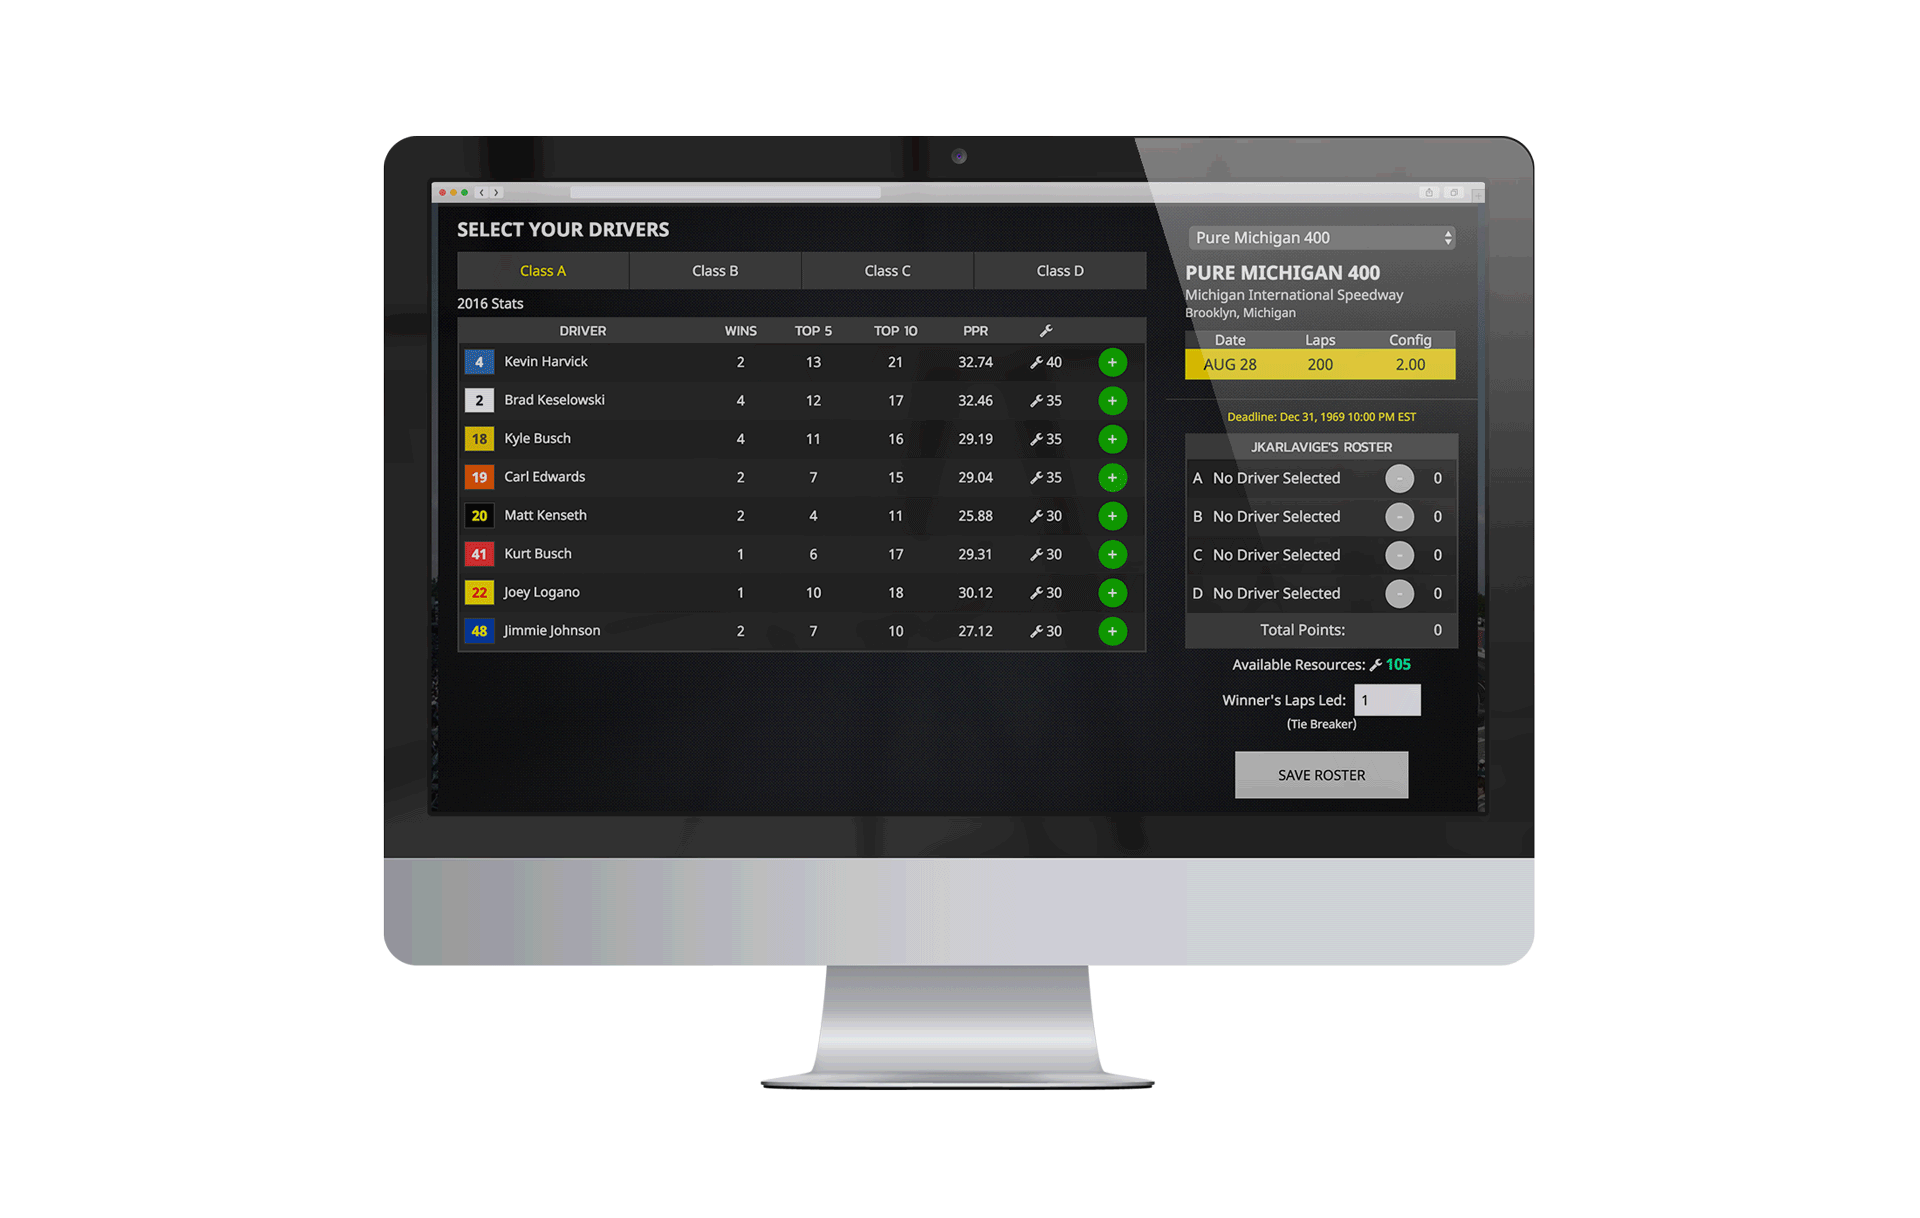 SELECT YOUR DRIVERS
Class A Class B Class C Class D
2016 Stats
DRIVER WINS TOP 5 TOP 10 PPR
4 Kevin Harvick 2 13 21 32.74 40 +
2 Brad Keselowski 4 12 17 32.46 35 +
18 Kyle Busch 4 11 16 29.19 35 +
19 Carl Edwards 2 7 15 29.04 35 +
20 Matt Kenseth 2 4 11 25.88 30 +
41 Kurt Busch 1 6 17 29.31 30 +
22 Joey Logano 1 10 18 30.12 30 +
48 Jimmie Johnson 2 7 10 27.12 30 +
Pure Michigan 400
PURE MICHIGAN 400
Michigan International Speedway
Brooklyn, Michigan
Date Laps Config
AUG 28 200 2.00
Deadline: Dec 31, 1969 10:00 PM EST
JKARLAVIGE'S ROSTER
A No Driver Selected - 0
B No Driver Selected - 0
C No Driver Selected - 0
D No Driver Selected - 0
Total Points: 0
Available Resources: 105
Winner's Laps Led: 1
(Tie Breaker)
SAVE ROSTER